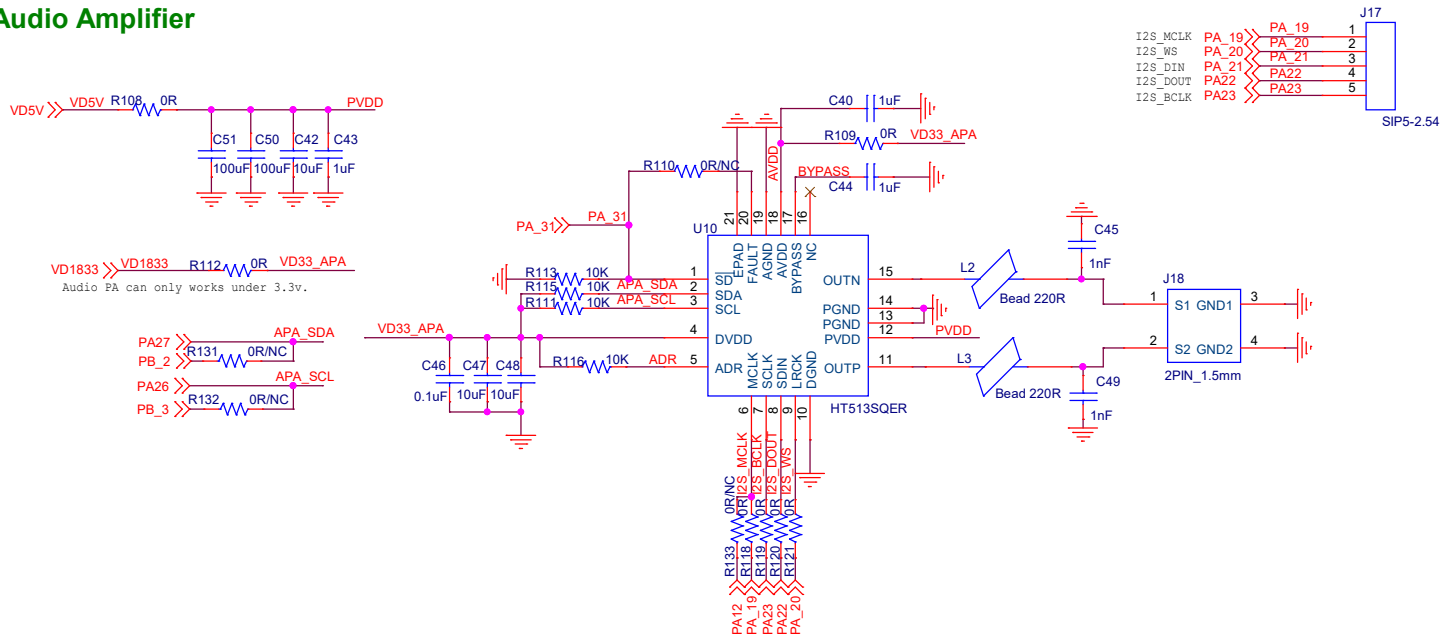 Audio Amplifier
J17
I2S_MCLK PA_19 PA_19 1
I2S_WS PA_20 PA_20 2
I2S_DIN PA_21 PA_21 3
I2S_DOUT PA22 PA22 4
I2S_BCLK PA23 PA23 5
SIP5-2.54
VD5V VD5V R108 0R PVDD
C51 C50 C42 C43
100uF 100uF 10uF 1uF
C40 1uF
R109 0R VD33_APA
AVDD
R110 0R/NC
BYPASS
C44 1uF
PA_31 PA_31
21 20 19 18 17 16
U10
EPAD FAULT AGND AVDD BYPASS NC
VD1833 VD1833 R112 0R VD33_APA
Audio PA can only works under 3.3v.
R113 10K 1 SD
R115 10K APA_SDA 2 SDA
R111 10K APA_SCL 3 SCL
VD33_APA 4 DVDD
R116 10K ADR 5 ADR
C46 C47 C48
0.1uF 10uF 10uF
OUTN 15
PGND 14
PGND 13
PVDD 12 PVDD
OUTP 11
MCLK SCLK SDIN LRCK DGND
6 7 8 9 10
HT513SQER
L2
Bead 220R
C45
1nF
L3
Bead 220R
C49
1nF
J18
1 S1 GND1 3
2 S2 GND2 4
2PIN_1.5mm
PA27 APA_SDA
PB_2 R131 0R/NC
PA26 APA_SCL
PB_3 R132 0R/NC
I2S_MCLK I2S_BCLK I2S_DOUT I2S_WS
0R/NC 0R 0R 0R 0R
R133 R118 R119 R120 R121
PA12 PA_19 PA23 PA22 PA_20